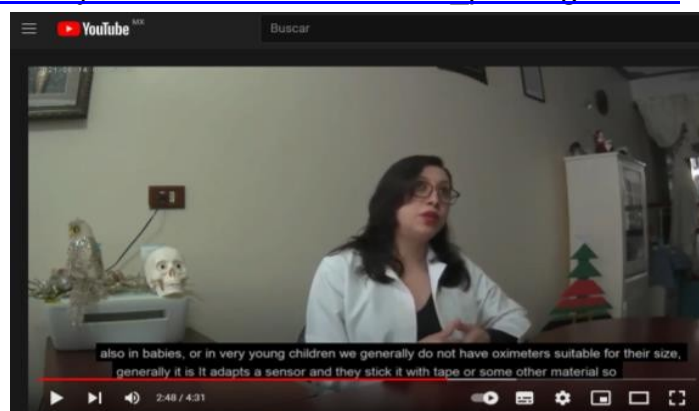 YouTube MX
Buscar
also in babies, or in very young children we generally do not have oximeters suitable for their size,
generally it is It adapts a sensor and they stick it with tape or some other material so
2:48 / 4:31